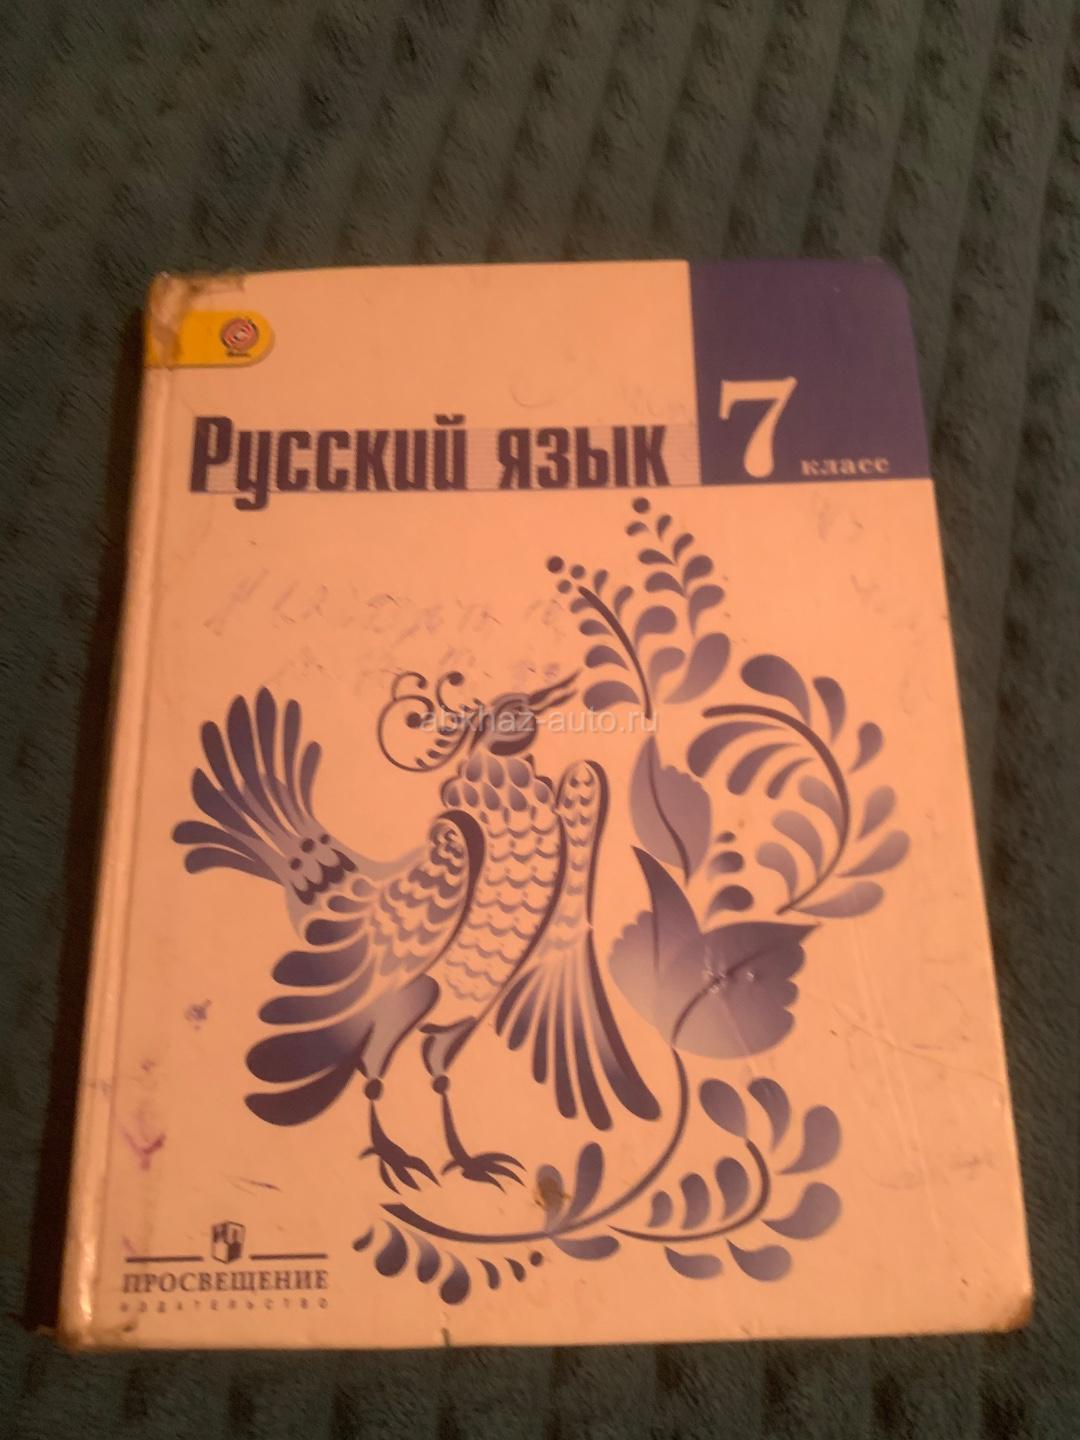 Русский язык
7 класс
abkhaz-auto.ru
ПРОСВЕЩЕНИЕ
ИЗДАТЕЛЬСТВО